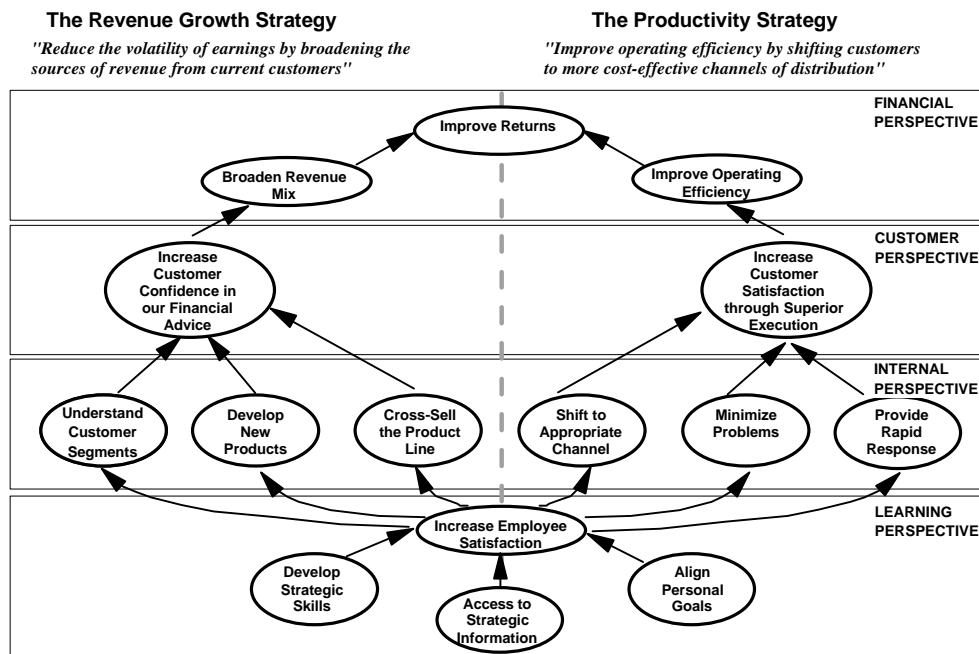 The Revenue Growth Strategy
"Reduce the volatility of earnings by broadening the
sources of revenue from current customers"
The Productivity Strategy
"Improve operating efficiency by shifting customers
to more cost-effective channels of distribution"
FINANCIAL
PERSPECTIVE
Improve Returns
Broaden Revenue
Mix
Improve Operating
Efficiency
CUSTOMER
PERSPECTIVE
Increase
Customer
Confidence in
our Financial
Advice
Increase
Customer
Satisfaction
through Superior
Execution
INTERNAL
PERSPECTIVE
Understand
Customer
Segments
Develop
New
Products
Cross-Sell
the Product
Line
Shift to
Appropriate
Channel
Minimize
Problems
Provide
Rapid
Response
LEARNING
PERSPECTIVE
Increase Employee
Satisfaction
Develop
Strategic
Skills
Access to
Strategic
Information
Align
Personal
Goals